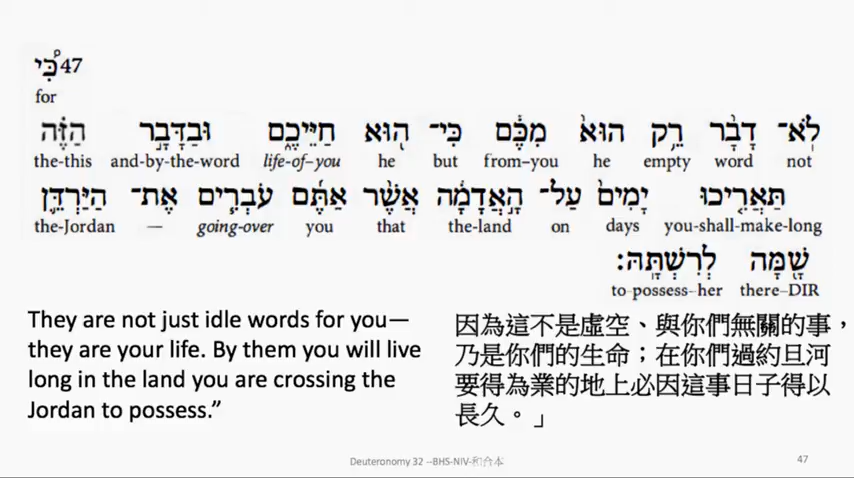 כִּי֠ 47
for
לֹֽא־ דָבָ֨ר רֵ֥ק הוּא֙ מִכֶּ֔ם כִּי־ ה֖וּא חַיֵּיכֶ֑ם וּבַדָּבָ֣ר הַזֶּ֗ה
the-this and-by-the-word life-of-you he but from-you he empty word not
תַּאֲרִ֤יכוּ יָמִים֙ עַל־ הָ֣אֲדָמָ֔ה אֲשֶׁ֨ר אַתֶּ֜ם עֹבְרִ֧ים אֶת־ הַיַּרְדֵּ֛ן
the-Jordan — going-over you that the-land on days you-shall-make-long
שָׁ֖מָּה לְרִשְׁתָּֽהּ׃
to-possess-her there-DIR
They are not just idle words for you—
they are your life. By them you will live
long in the land you are crossing the
Jordan to possess.”
因為這不是虛空、與你們無關的事，
乃是你們的生命；在你們過約旦河
要得為業的地上必因這事日子得以
長久。」
Deuteronomy 32 --BHS-NIV-和合本
47